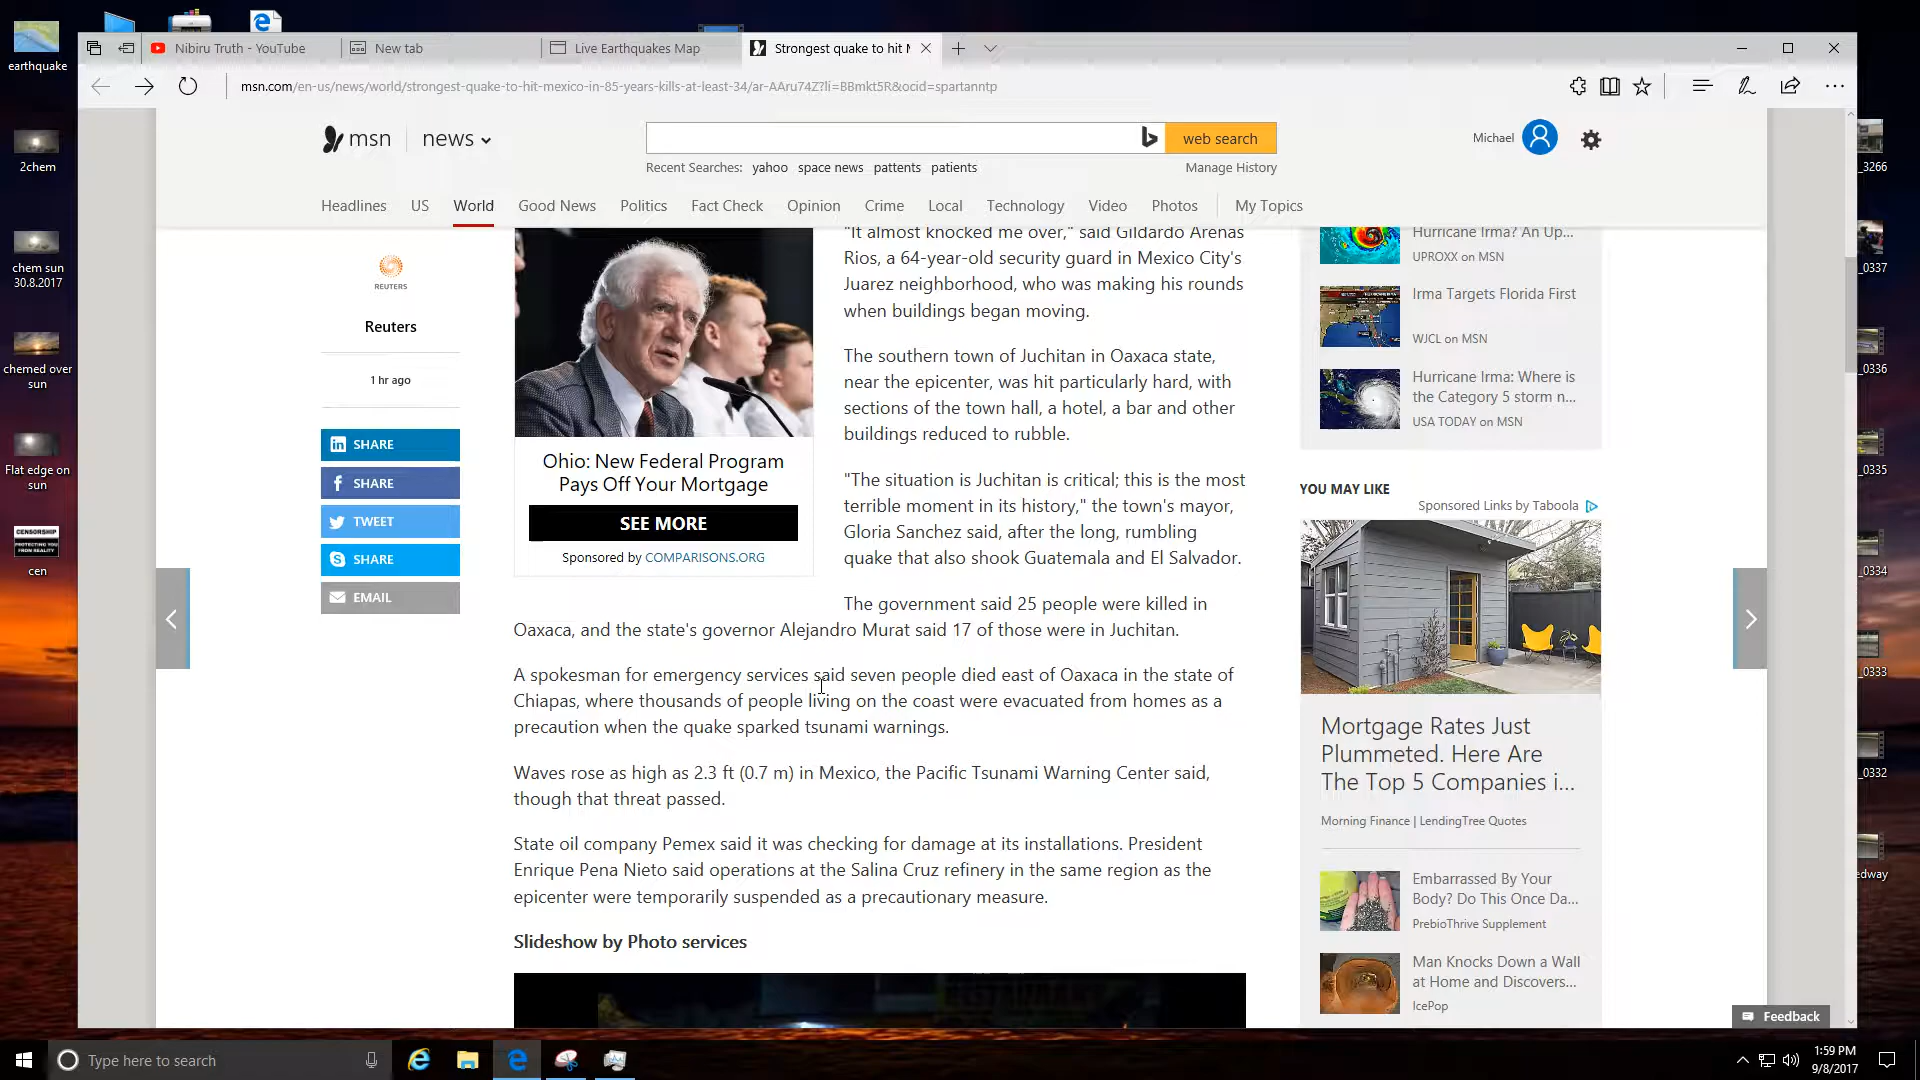 earthquake
2chem
chem sun
30.8.2017
chemed over
sun
Flat edge on
sun
CENSORSHIP
PROTECTING YOU
FROM REALITY
cen
Nibiru Truth - YouTube
New tab
Live Earthquakes Map
Strongest quake to hit M
msn.com/en-us/news/world/strongest-quake-to-hit-mexico-in-85-years-kills-at-least-34/ar-AAru74Z?li=BBmkt5R&ocid=spartanntp
msn
news
web search
Recent Searches: yahoo space news pattents patients
Manage History
Michael
Headlines US World Good News Politics Fact Check Opinion Crime Local Technology Video Photos My Topics
REUTERS
Reuters
1 hr ago
SHARE
SHARE
TWEET
SHARE
EMAIL
Ohio: New Federal Program
Pays Off Your Mortgage
SEE MORE
Sponsored by COMPARISONS.ORG
"It almost knocked me over," said Gildardo Arenas
Rios, a 64-year-old security guard in Mexico City's
Juarez neighborhood, who was making his rounds
when buildings began moving.
The southern town of Juchitan in Oaxaca state,
near the epicenter, was hit particularly hard, with
sections of the town hall, a hotel, a bar and other
buildings reduced to rubble.
"The situation is Juchitan is critical; this is the most
terrible moment in its history," the town's mayor,
Gloria Sanchez said, after the long, rumbling
quake that also shook Guatemala and El Salvador.
The government said 25 people were killed in
Oaxaca, and the state's governor Alejandro Murat said 17 of those were in Juchitan.
A spokesman for emergency services said seven people died east of Oaxaca in the state of
Chiapas, where thousands of people living on the coast were evacuated from homes as a
precaution when the quake sparked tsunami warnings.
Waves rose as high as 2.3 ft (0.7 m) in Mexico, the Pacific Tsunami Warning Center said,
though that threat passed.
State oil company Pemex said it was checking for damage at its installations. President
Enrique Pena Nieto said operations at the Salina Cruz refinery in the same region as the
epicenter were temporarily suspended as a precautionary measure.
Slideshow by Photo services
Hurricane Irma? An Up...
UPROXX on MSN
Irma Targets Florida First
WJCL on MSN
Hurricane Irma: Where is
the Category 5 storm n...
USA TODAY on MSN
YOU MAY LIKE
Sponsored Links by Taboola
Mortgage Rates Just
Plummeted. Here Are
The Top 5 Companies i...
Morning Finance | LendingTree Quotes
Embarrassed By Your
Body? Do This Once Da...
PrebioThrive Supplement
Man Knocks Down a Wall
at Home and Discovers...
IcePop
Feedback
_3266
_0337
_0336
_0335
_0334
_0333
_0332
edway
Type here to search
1:59 PM
9/8/2017